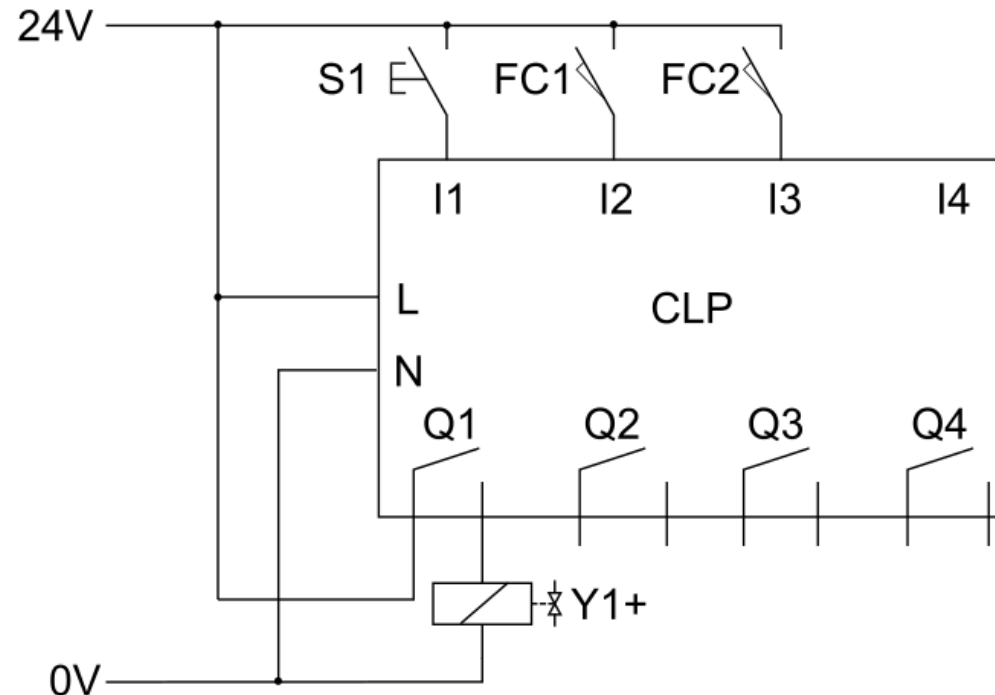 24V
S1 FC1 FC2
I1 I2 I3 I4
L CLP
N
Q1 Q2 Q3 Q4
Y1+
0V